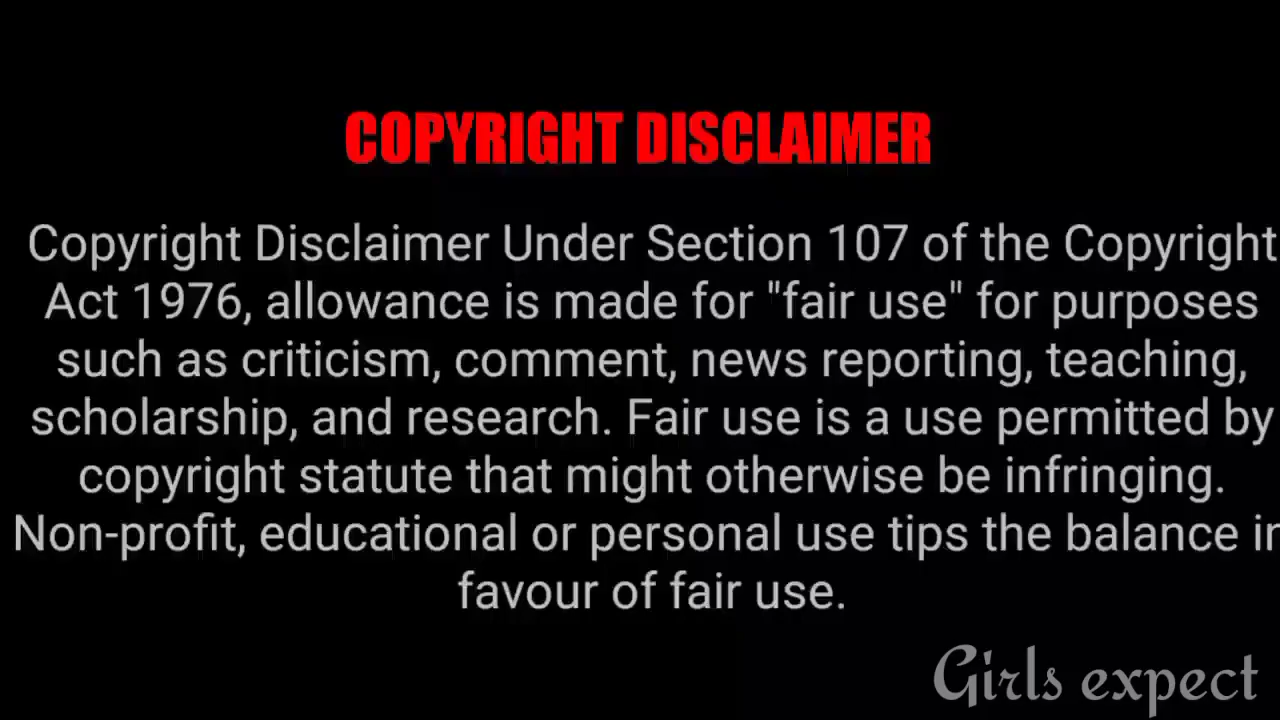 COPYRIGHT DISCLAIMER
Copyright Disclaimer Under Section 107 of the Copyright
Act 1976, allowance is made for "fair use" for purposes
such as criticism, comment, news reporting, teaching,
scholarship, and research. Fair use is a use permitted by
copyright statute that might otherwise be infringing.
Non-profit, educational or personal use tips the balance in
favour of fair use.
Girls expect